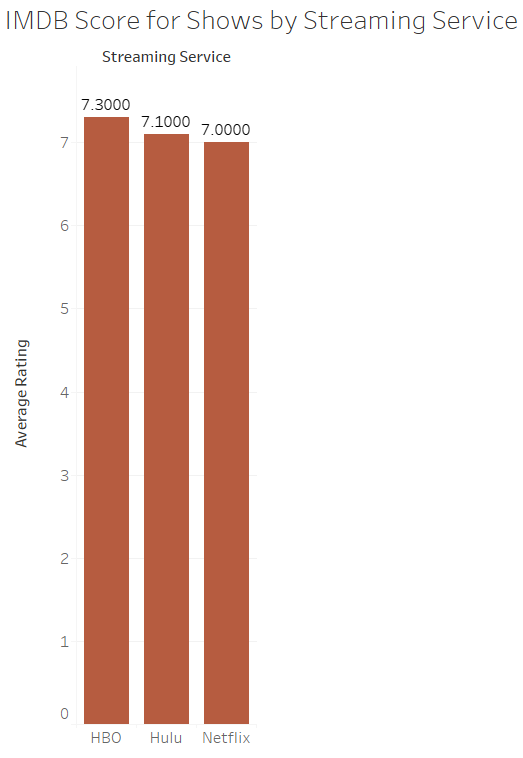 IMDB Score for Shows by Streaming Service
Streaming Service
7.3000
7.1000
7.0000
7
6
5
4
3
2
1
0
Average Rating
HBO Hulu Netflix